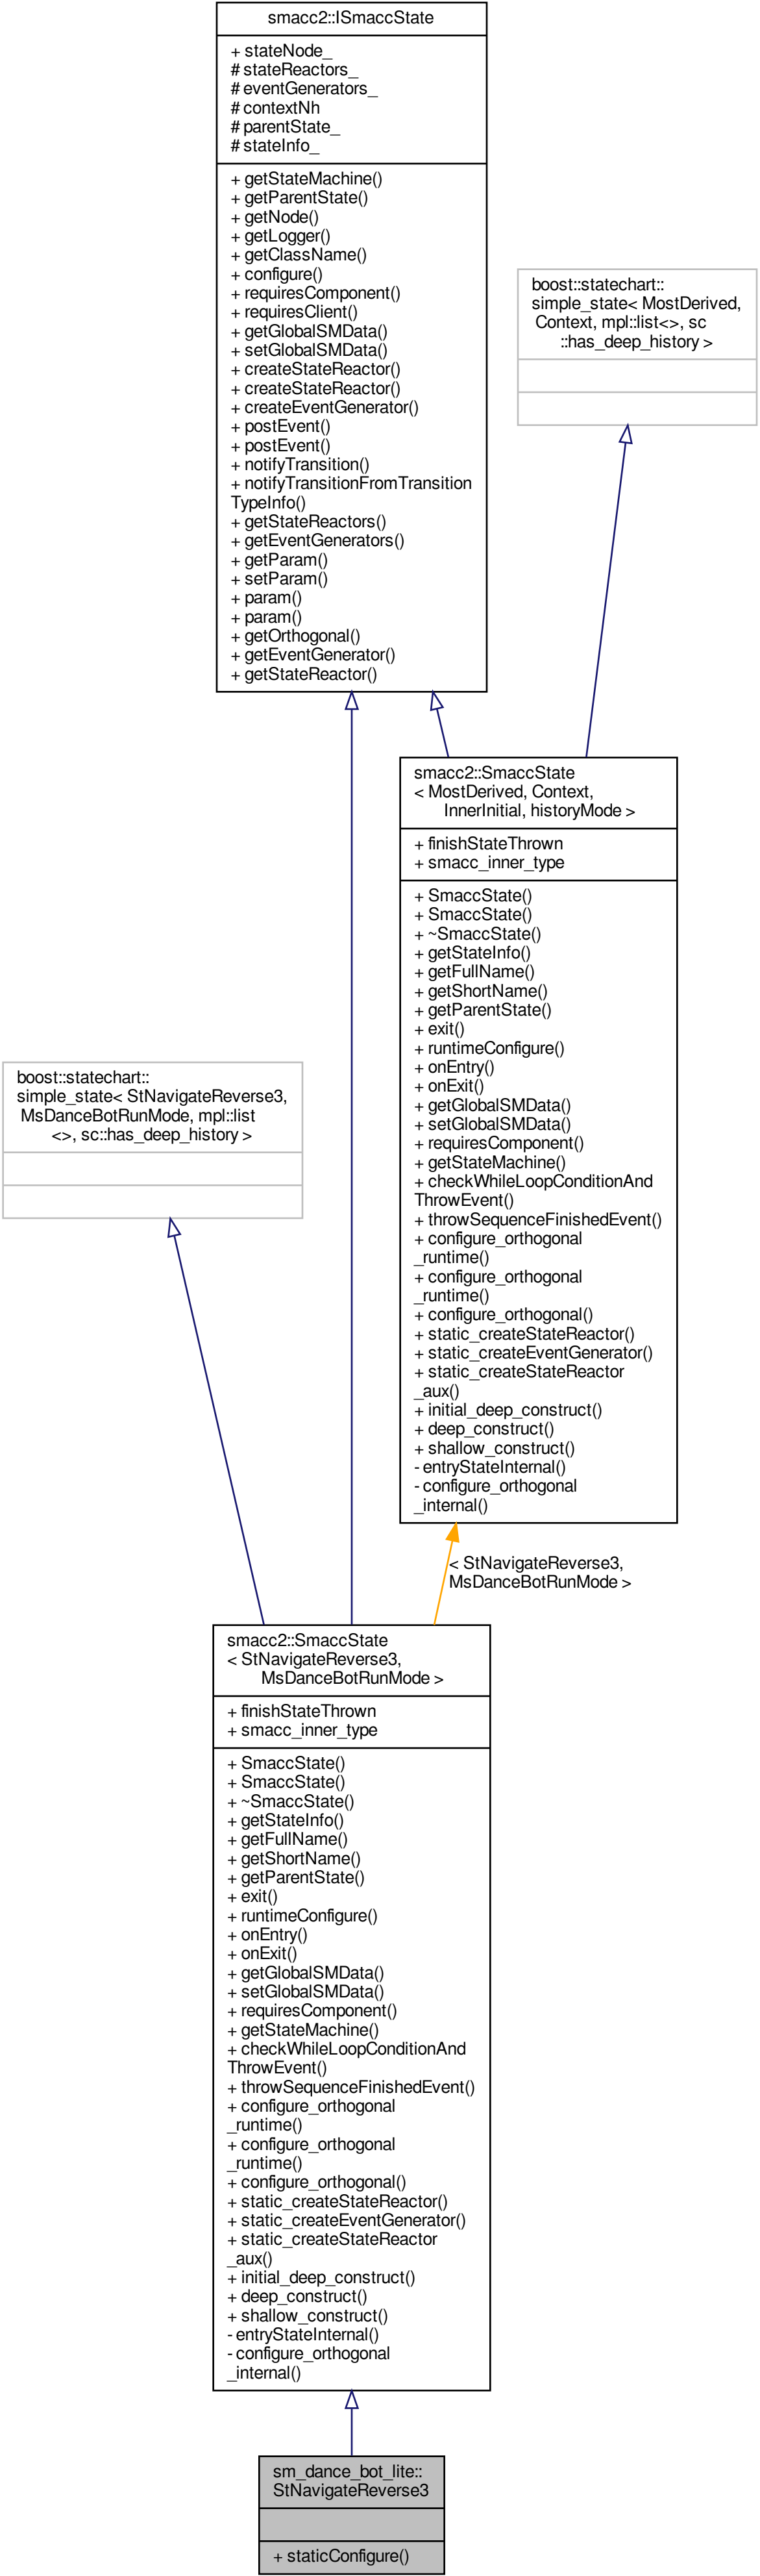 smacc2::ISmaccState
+ stateNode_
# stateReactors_
# eventGenerators_
# contextNh
# parentState_
# stateInfo_
+ getStateMachine()
+ getParentState()
+ getNode()
+ getLogger()
+ getClassName()
+ configure()
+ requiresComponent()
+ requiresClient()
+ getGlobalSMData()
+ setGlobalSMData()
+ createStateReactor()
+ createStateReactor()
+ createEventGenerator()
+ postEvent()
+ postEvent()
+ notifyTransition()
+ notifyTransitionFromTransition
TypeInfo()
+ getStateReactors()
+ getEventGenerators()
+ getParam()
+ setParam()
+ param()
+ param()
+ getOrthogonal()
+ getEventGenerator()
+ getStateReactor()
boost::statechart::
simple_state< MostDerived,
Context, mpl::list<>, sc
::has_deep_history >
smacc2::SmaccState
< MostDerived, Context,
InnerInitial, historyMode >
+ finishStateThrown
+ smacc_inner_type
+ SmaccState()
+ SmaccState()
+ ~SmaccState()
+ getStateInfo()
+ getFullName()
+ getShortName()
+ getParentState()
+ exit()
+ runtimeConfigure()
+ onEntry()
+ onExit()
+ getGlobalSMData()
+ setGlobalSMData()
+ requiresComponent()
+ getStateMachine()
+ checkWhileLoopConditionAnd
ThrowEvent()
+ throwSequenceFinishedEvent()
+ configure_orthogonal
_runtime()
+ configure_orthogonal
_runtime()
+ configure_orthogonal()
+ static_createStateReactor()
+ static_createEventGenerator()
+ static_createStateReactor
_aux()
+ initial_deep_construct()
+ deep_construct()
+ shallow_construct()
- entryStateInternal()
- configure_orthogonal
_internal()
boost::statechart::
simple_state< StNavigateReverse3,
MsDanceBotRunMode, mpl::list
<>, sc::has_deep_history >
< StNavigateReverse3,
MsDanceBotRunMode >
smacc2::SmaccState
< StNavigateReverse3,
MsDanceBotRunMode >
+ finishStateThrown
+ smacc_inner_type
+ SmaccState()
+ SmaccState()
+ ~SmaccState()
+ getStateInfo()
+ getFullName()
+ getShortName()
+ getParentState()
+ exit()
+ runtimeConfigure()
+ onEntry()
+ onExit()
+ getGlobalSMData()
+ setGlobalSMData()
+ requiresComponent()
+ getStateMachine()
+ checkWhileLoopConditionAnd
ThrowEvent()
+ throwSequenceFinishedEvent()
+ configure_orthogonal
_runtime()
+ configure_orthogonal
_runtime()
+ configure_orthogonal()
+ static_createStateReactor()
+ static_createEventGenerator()
+ static_createStateReactor
_aux()
+ initial_deep_construct()
+ deep_construct()
+ shallow_construct()
- entryStateInternal()
- configure_orthogonal
_internal()
sm_dance_bot_lite::
StNavigateReverse3
+ staticConfigure()